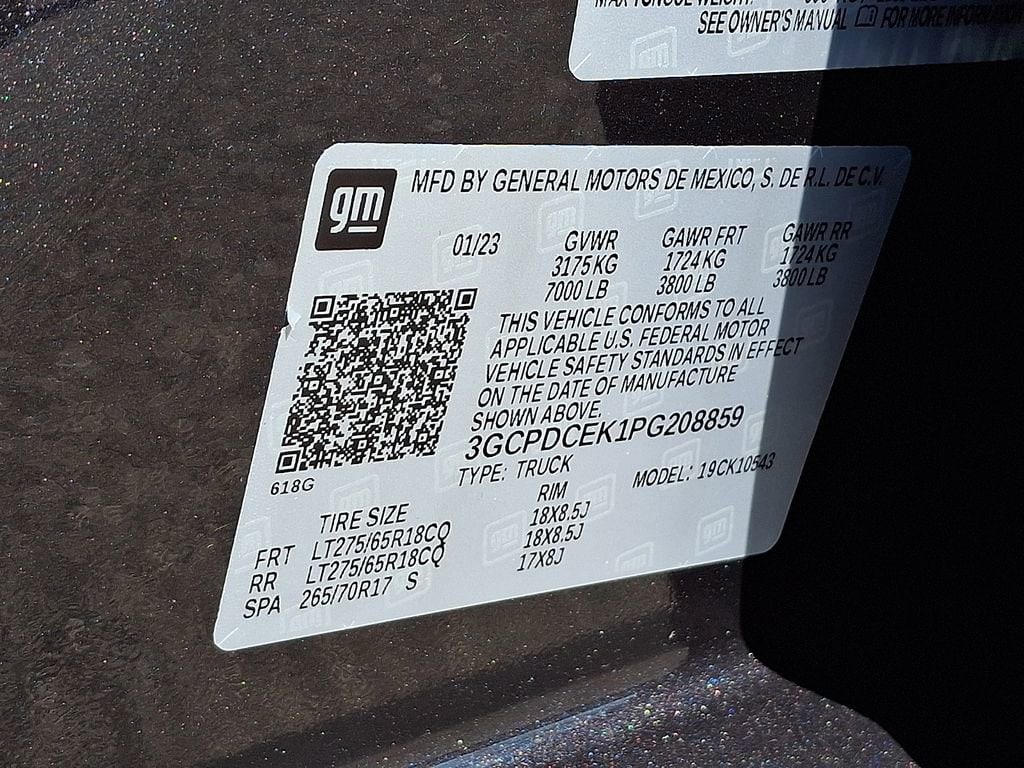 MAX TONGUE WEIGHT:
SEE OWNER'S MANUAL FOR MORE INFORMATION
gm
MFD BY GENERAL MOTORS DE MEXICO, S. DE R.L. DE C.V.
01/23 GVWR GAWR FRT GAWR RR
3175 KG 1724 KG 1724 KG
7000 LB 3800 LB 3800 LB
THIS VEHICLE CONFORMS TO ALL
APPLICABLE U.S. FEDERAL MOTOR
VEHICLE SAFETY STANDARDS IN EFFECT
ON THE DATE OF MANUFACTURE
SHOWN ABOVE.
3GCPDCEK1PG208859
618G
TYPE: TRUCK MODEL: 19CK10543
TIRE SIZE RIM
FRT LT275/65R18CQ 18X8.5J
RR LT275/65R18CQ 18X8.5J
SPA 265/70R17 S 17X8J